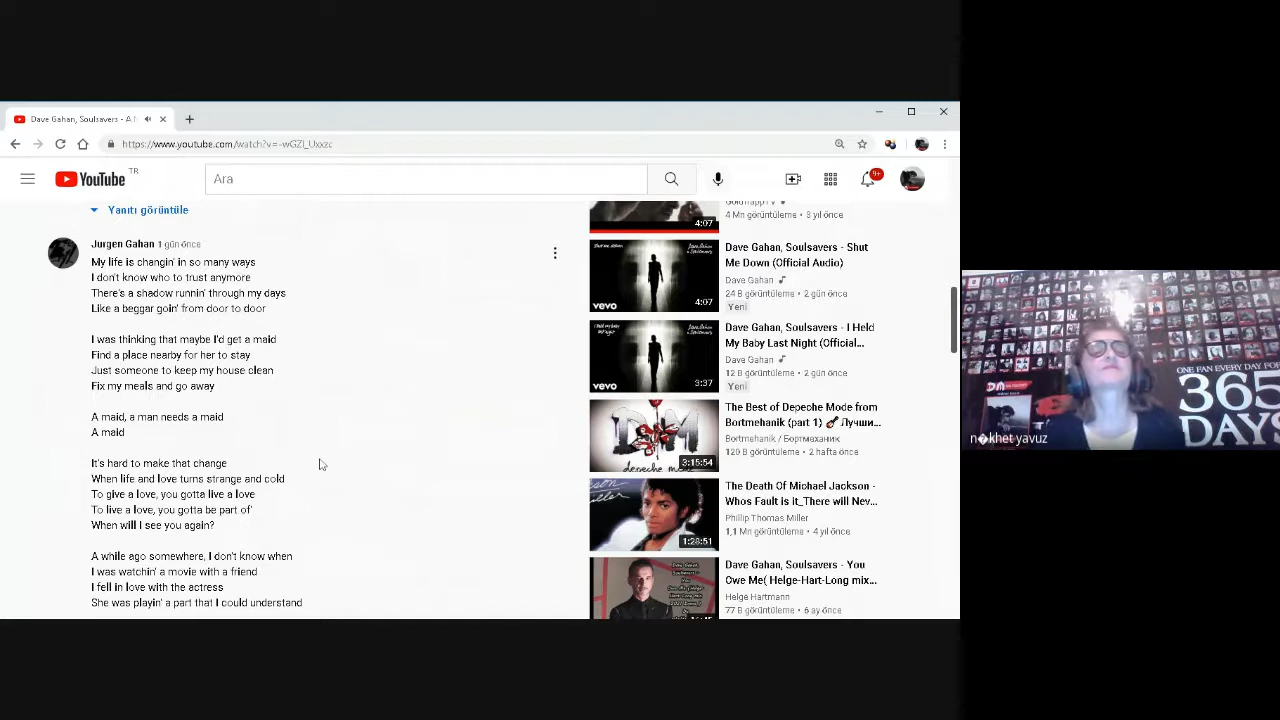 Dave Gahan, Soulsavers - A M
https://www.youtube.com/watch?v=-wGZl_Uxxzc
YouTube TR
Ara
9+
Yanıtı görüntüle
Jurgen Gahan 1 gün önce
My life is changin' in so many ways
I don't know who to trust anymore
There's a shadow runnin' through my days
Like a beggar goin' from door to door
I was thinking that maybe I'd get a maid
Find a place nearby for her to stay
Just someone to keep my house clean
Fix my meals and go away
A maid, a man needs a maid
A maid
It's hard to make that change
When life and love turns strange and cold
To give a love, you gotta live a love
To live a love, you gotta be part of'
When will I see you again?
A while ago somewhere, I don't know when
I was watchin' a movie with a friend
I fell in love with the actress
She was playin' a part that I could understand
4:07
4 Mn görüntüleme •
yıl önce
Dave Gahan, Soulsavers - Shut
Me Down (Official Audio)
Dave Gahan
24 B görüntüleme • 2 gün önce
Yeni
vevo
4:07
Dave Gahan, Soulsavers - I Held
My Baby Last Night (Official...
Dave Gahan
12 B görüntüleme • 2 gün önce
Yeni
vevo
3:37
The Best of Depeche Mode from
Bortmehanik (part 1) 🎸 Лучши...
Bortmehanik / Бортмеханик
120 B görüntüleme • 2 hafta önce
DM
depeche
3:15:54
The Death Of Michael Jackson -
Whos Fault is it_There will Nev...
Phillip Thomas Miller
1,1 Mn görüntüleme • 4 yıl önce
1:28:51
Dave Gahan, Soulsavers - You
Owe Me( Helge-Hart-Long mix...
Helge Hartmann
77 B görüntüleme • 6 ay önce
DM
ONE FAN EVERY DAY FOR
365
DAYS
n�khet yavuz